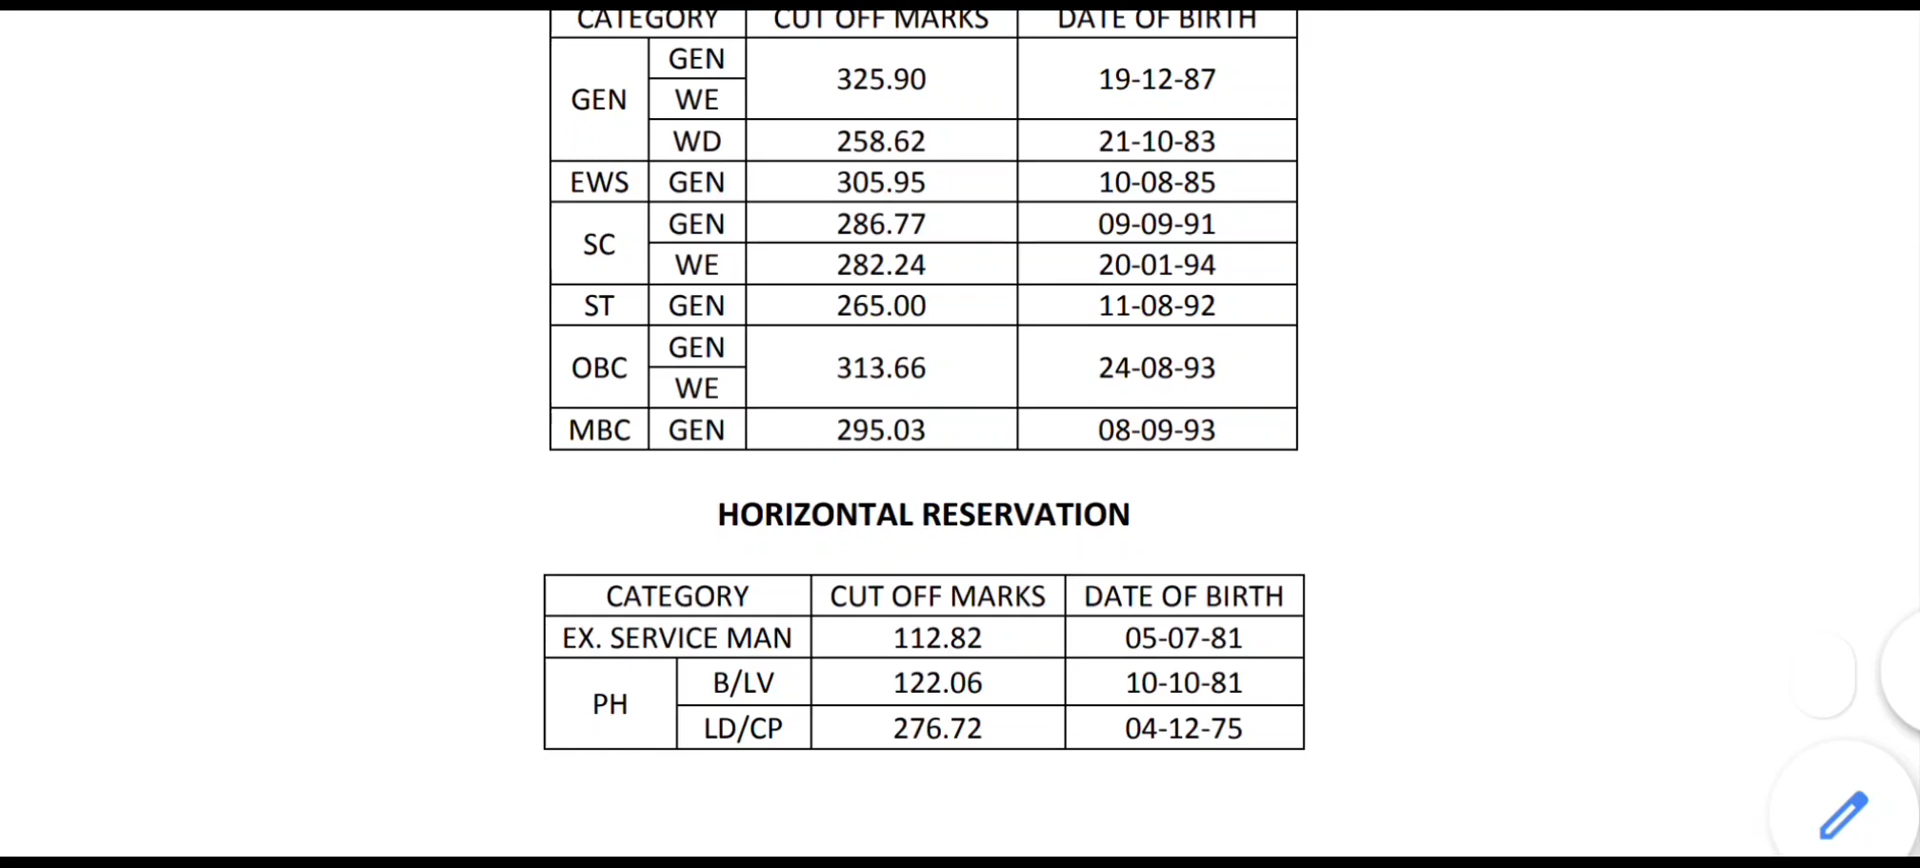 CATEGORY CUT OFF MARKS DATE OF BIRTH
GEN GEN 325.90 19-12-87
WE
WD 258.62 21-10-83
EWS GEN 305.95 10-08-85
SC GEN 286.77 09-09-91
WE 282.24 20-01-94
ST GEN 265.00 11-08-92
OBC GEN 313.66 24-08-93
WE
MBC GEN 295.03 08-09-93
HORIZONTAL RESERVATION
CATEGORY CUT OFF MARKS DATE OF BIRTH
EX. SERVICE MAN 112.82 05-07-81
PH B/LV 122.06 10-10-81
LD/CP 276.72 04-12-75